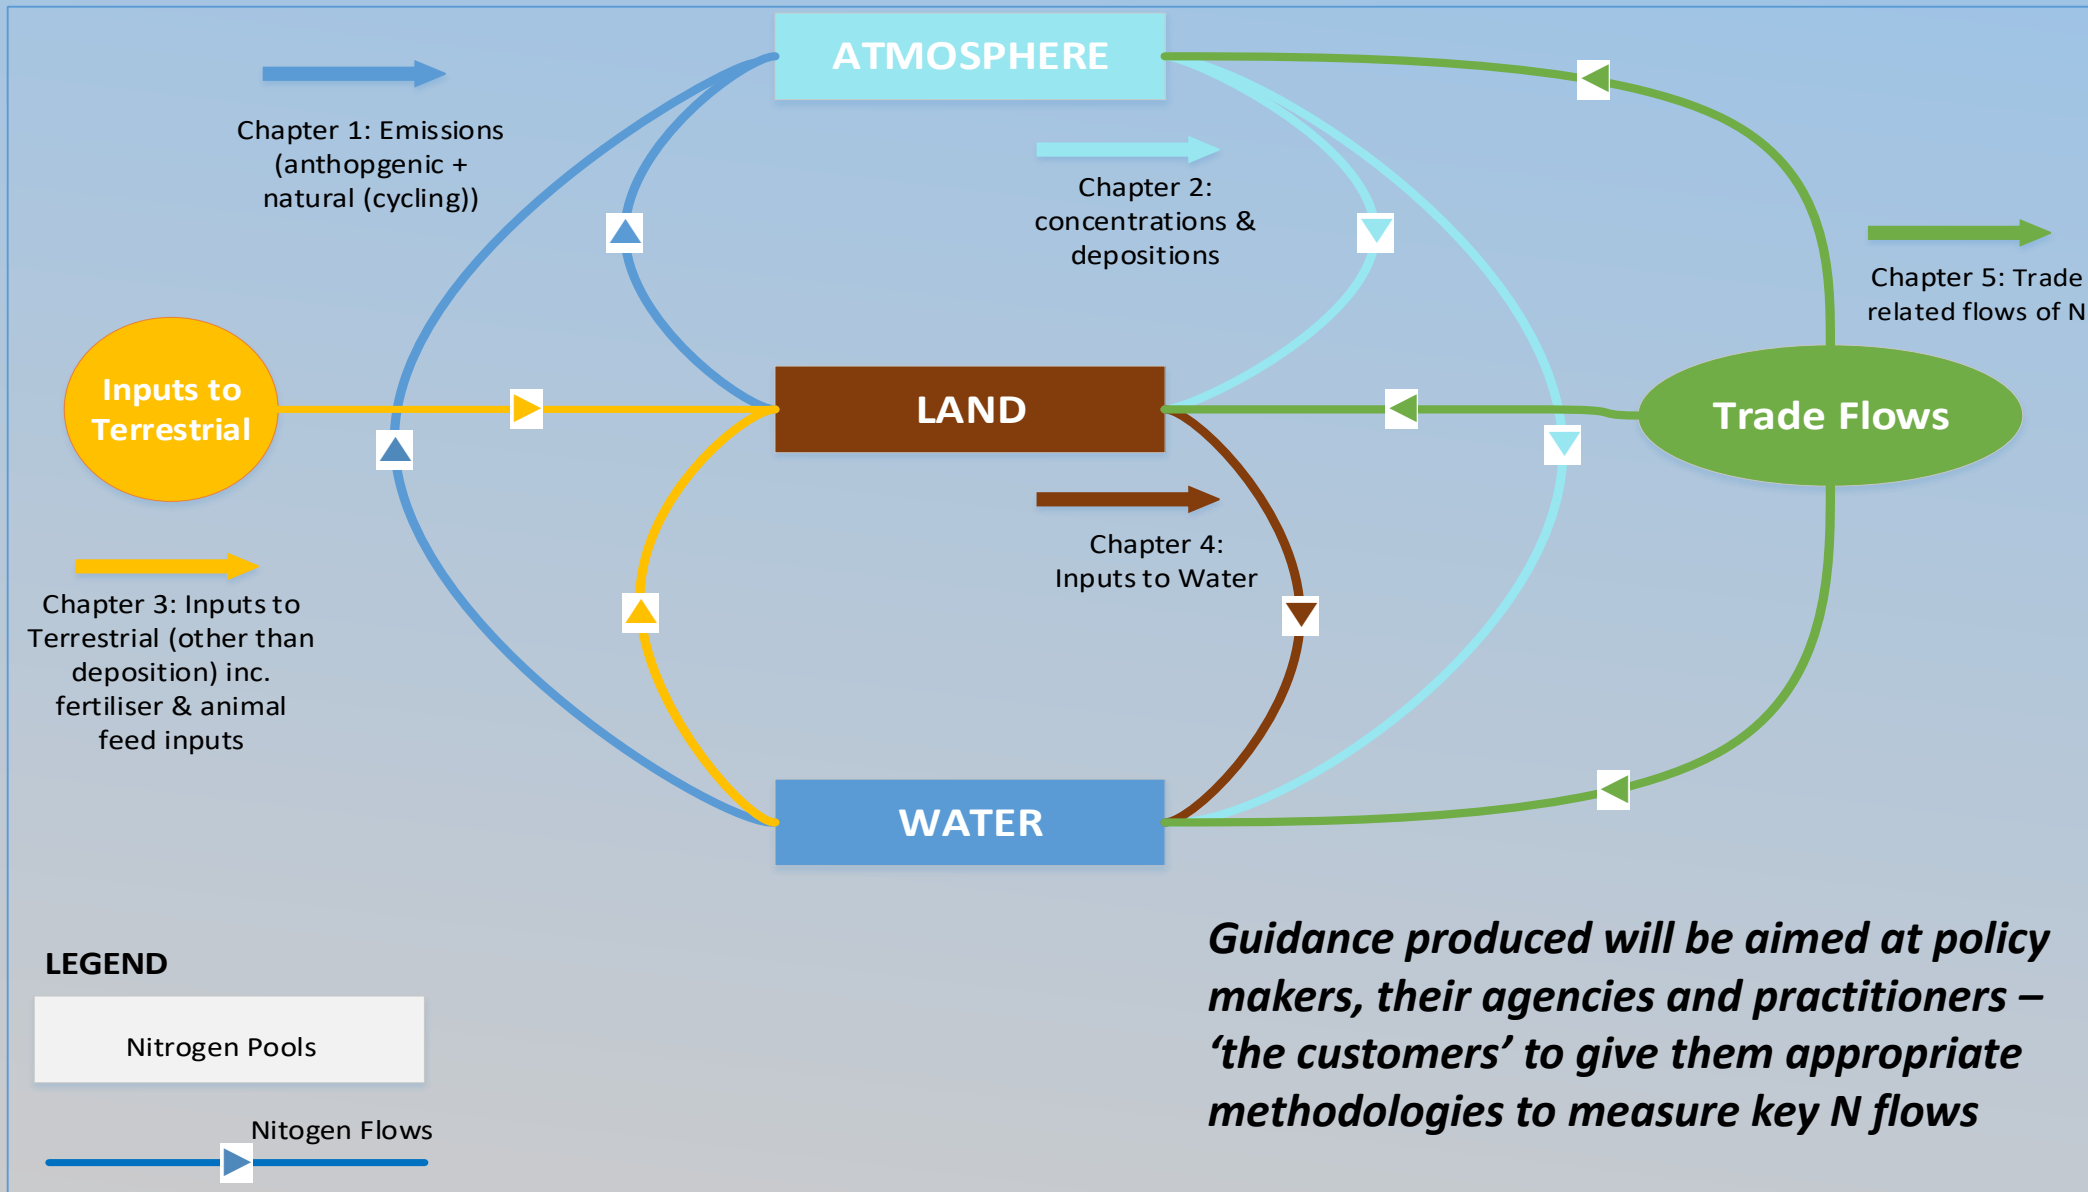 ATMOSPHERE
Chapter 1: Emissions
(anthopgenic +
natural (cycling))
Chapter 2:
concentrations &
depositions
Chapter 5: Trade
related flows of N
Inputs to
Terrestrial
LAND
Trade Flows
Chapter 4:
Inputs to Water
Chapter 3: Inputs to
Terrestrial (other than
deposition) inc.
fertiliser & animal
feed inputs
WATER
LEGEND
Nitrogen Pools
Nitogen Flows
Guidance produced will be aimed at policy
makers, their agencies and practitioners –
‘the customers’ to give them appropriate
methodologies to measure key N flows